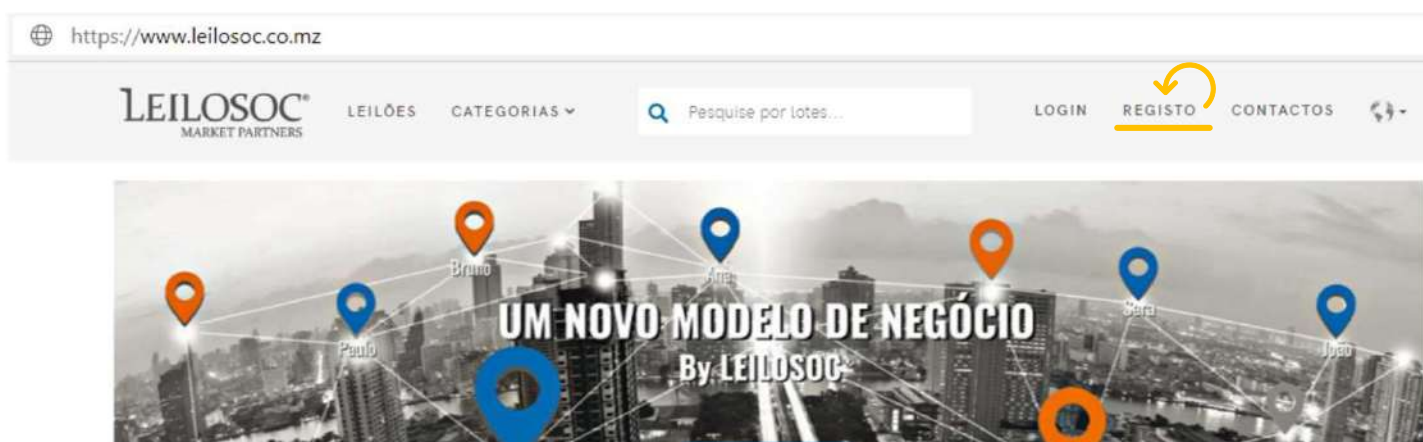 https://www.leilosoc.co.mz
LEILOSOC®
MARKET PARTNERS
LEILÕES
CATEGORIAS
Pesquise por lotes...
LOGIN
REGISTO
CONTACTOS
Bruno
Ana
Sara
Paulo
João
UM NOVO MODELO DE NEGÓCIO
By LEILOSOC